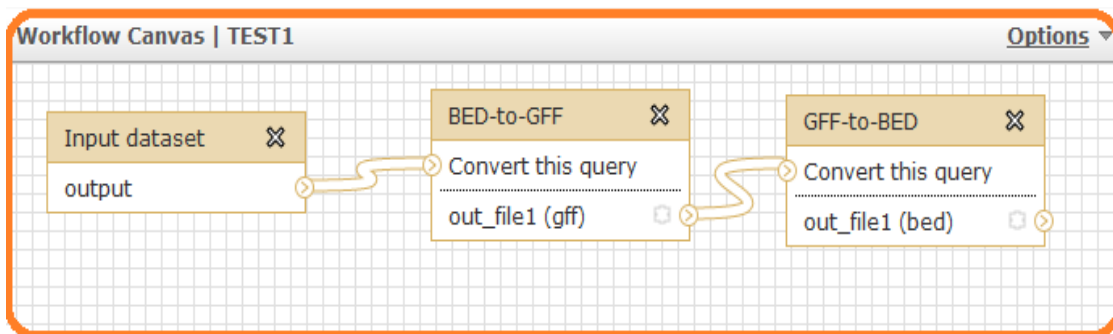 Workflow Canvas | TEST1
Options
Input dataset
output
BED-to-GFF
Convert this query
out_file1 (gff)
GFF-to-BED
Convert this query
out_file1 (bed)